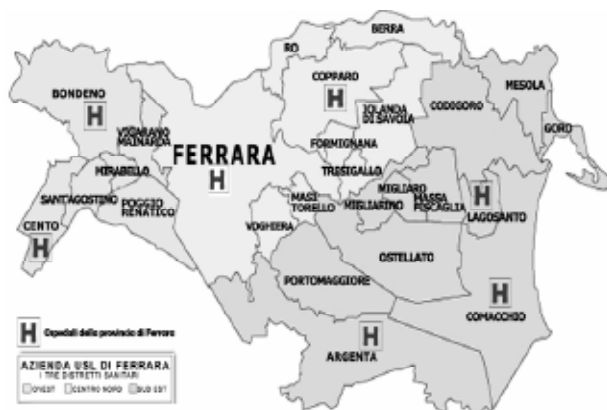 BERRA
RO
COPPARO
MESOLA
BONDENO
H
H
JOLANDA
DI SAVOIA
CODIGORO
GORO
VIGARANO
MAINARDA
FORMIGNANA
FERRARA
MIRABELLO
TRESIGALLO
H
SANT'AGOSTINO
POGGIO
RENATICO
MASI
TORELLO
MIGLIARO
MIGLIARINO
MASSA
FISCAGLIA
H
LAGOSANTO
CENTO
H
VOGHIERA
OSTELLATO
PORTOMAGGIORE
H
COMACCHIO
H
ARGENTA
H Ospedali della provincia di Ferrara
AZIENDA USL DI FERRARA
I TRE DISTRETTI SANITARI
OVEST CENTRO NORD SUD EST